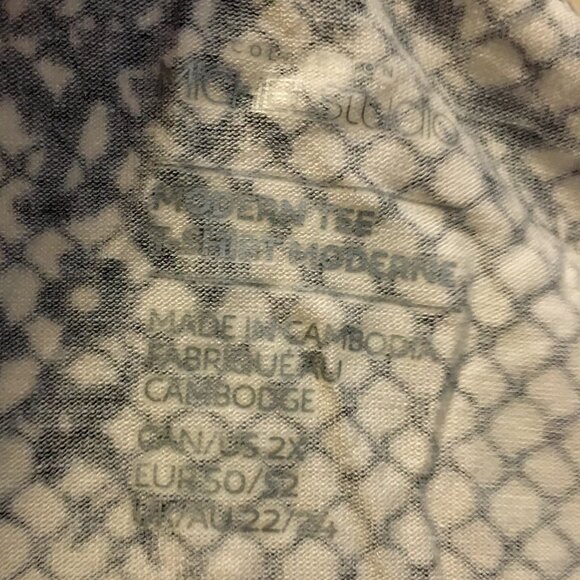 MODERN TEE
T-SHIRT MODERNE
MADE IN CAMBODIA
FABRIQUÉ AU
CAMBODGE
CAN/US 2X
EUR 50/52
UK/AU 22/24